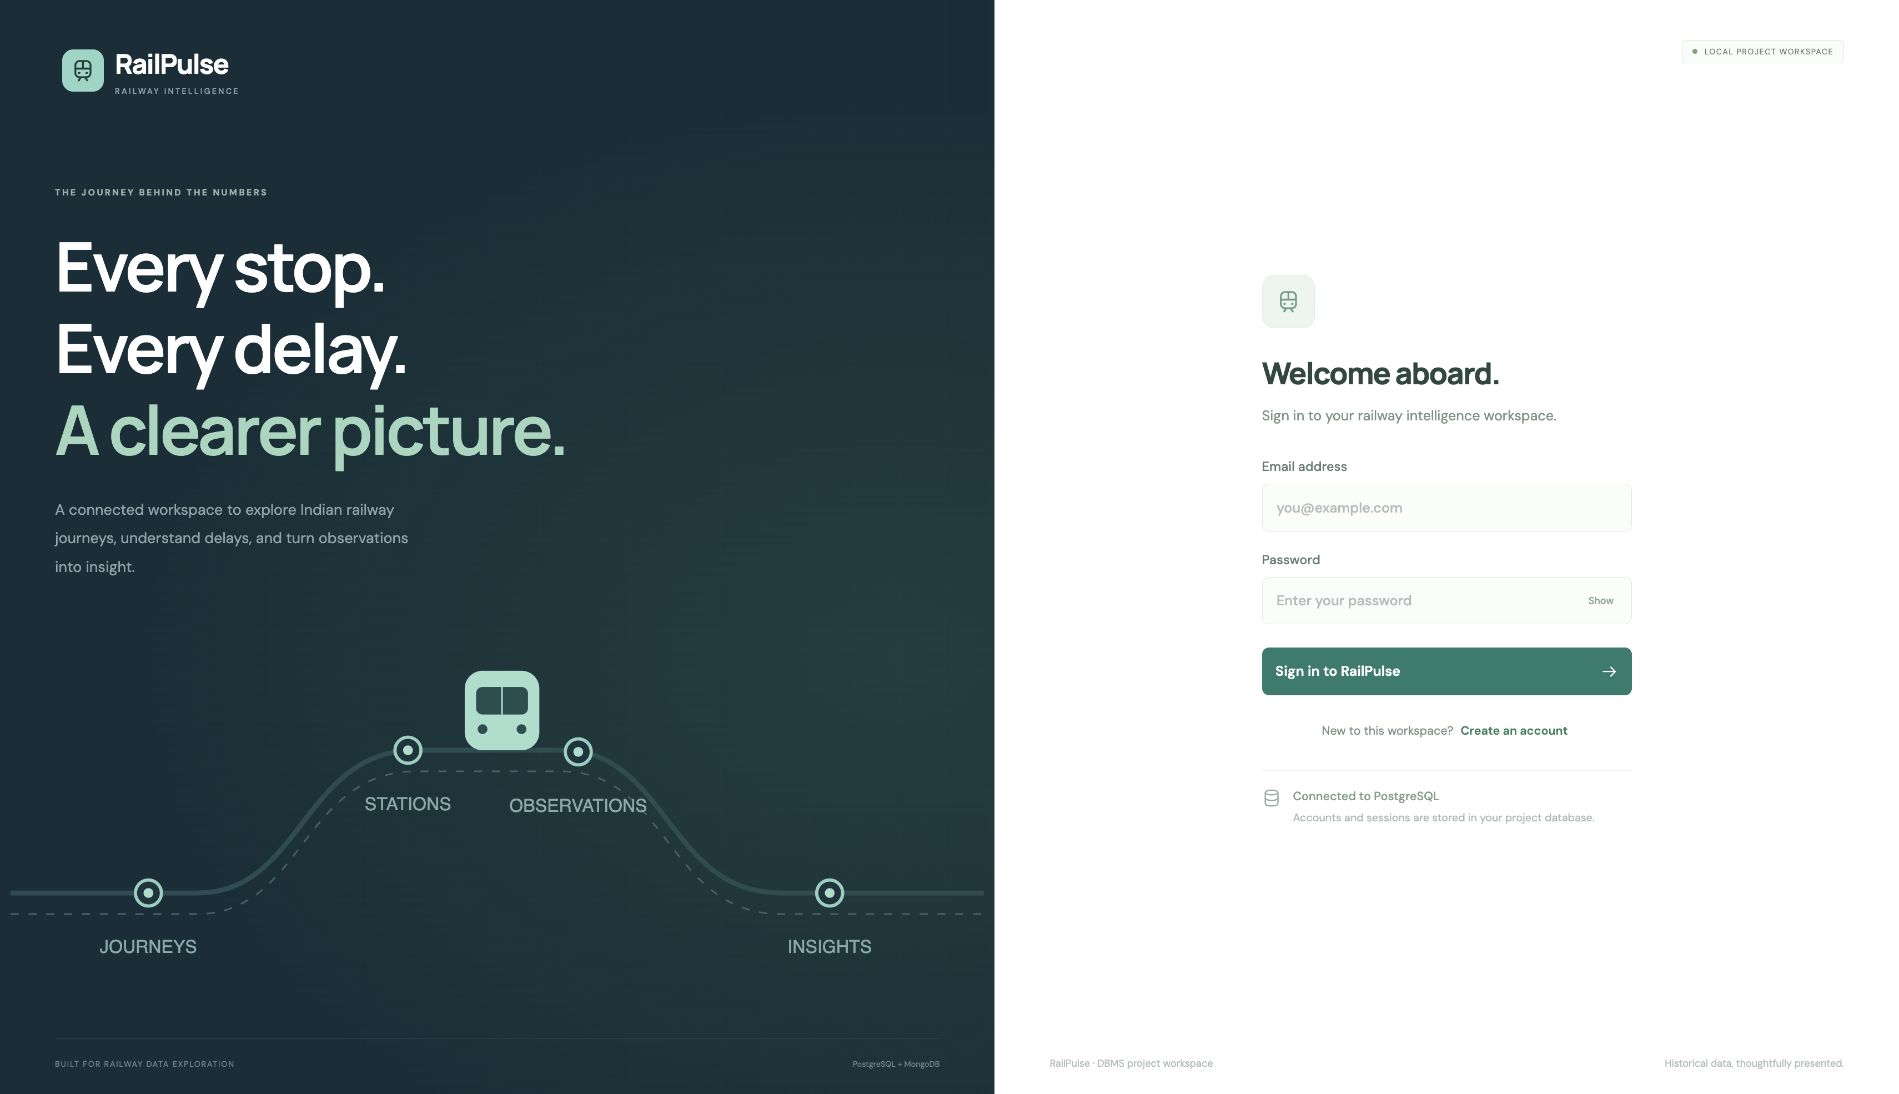 RailPulse
RAILWAY INTELLIGENCE
THE JOURNEY BEHIND THE NUMBERS
Every stop.
Every delay.
A clearer picture.
A connected workspace to explore Indian railway
journeys, understand delays, and turn observations
into insight.
STATIONS
OBSERVATIONS
JOURNEYS
INSIGHTS
BUILT FOR RAILWAY DATA EXPLORATION
PostgreSQL + MongoDB
LOCAL PROJECT WORKSPACE
Welcome aboard.
Sign in to your railway intelligence workspace.
Email address
you@example.com
Password
Enter your password
Show
Sign in to RailPulse →
New to this workspace? Create an account
Connected to PostgreSQL
Accounts and sessions are stored in your project database.
RailPulse · DBMS project workspace
Historical data, thoughtfully presented.